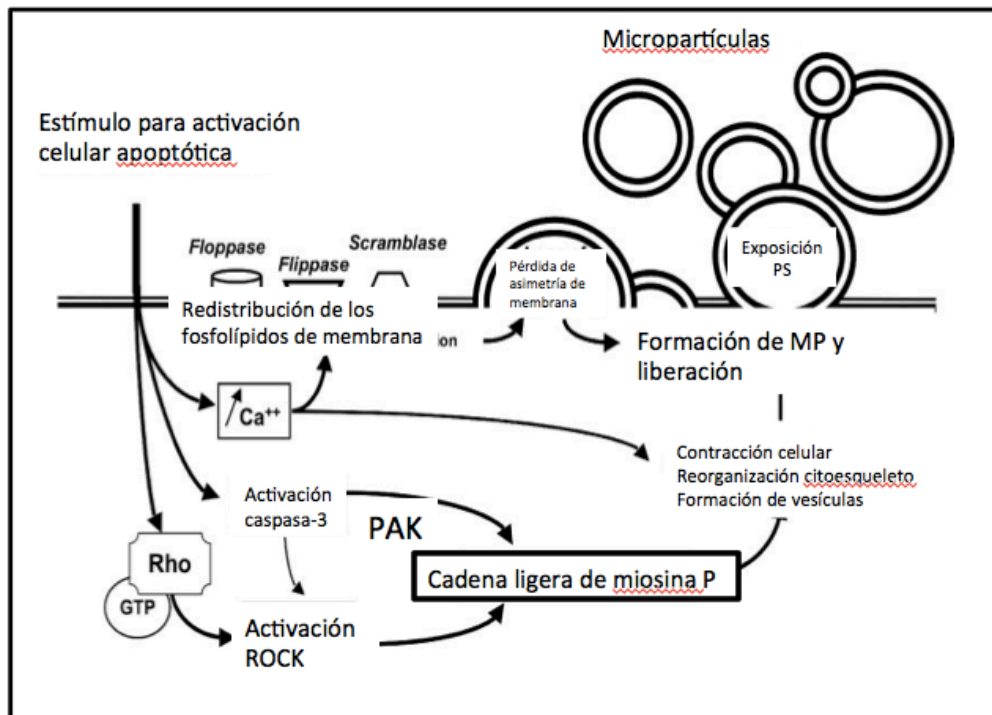 Micropartículas
Estímulo para activación
celular apoptótica
Floppase
Flippase
Scramblase
Pérdida de
asimetría de
membrana
Exposición
PS
Redistribución de los
fosfolípidos de membrana
ion
Formación de MP y
liberación
Ca++
Contracción celular
Reorganización citoesqueleto
Formación de vesículas
Activación
caspasa-3
PAK
Rho
GTP
Cadena ligera de miosina P
Activación
ROCK